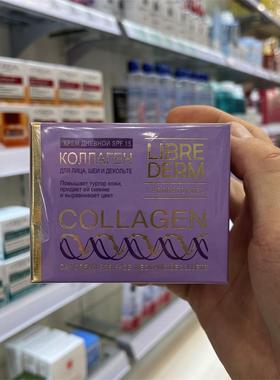 КРЕМ ДНЕВНОЙ SPF 15
КОЛЛАГЕН
ДЛЯ ЛИЦА, ШЕИ И ДЕКОЛЬТЕ
Повышает тургор кожи,
придает ей сияние
и выравнивает цвет
LIBRE
DERM
COLLAGEN